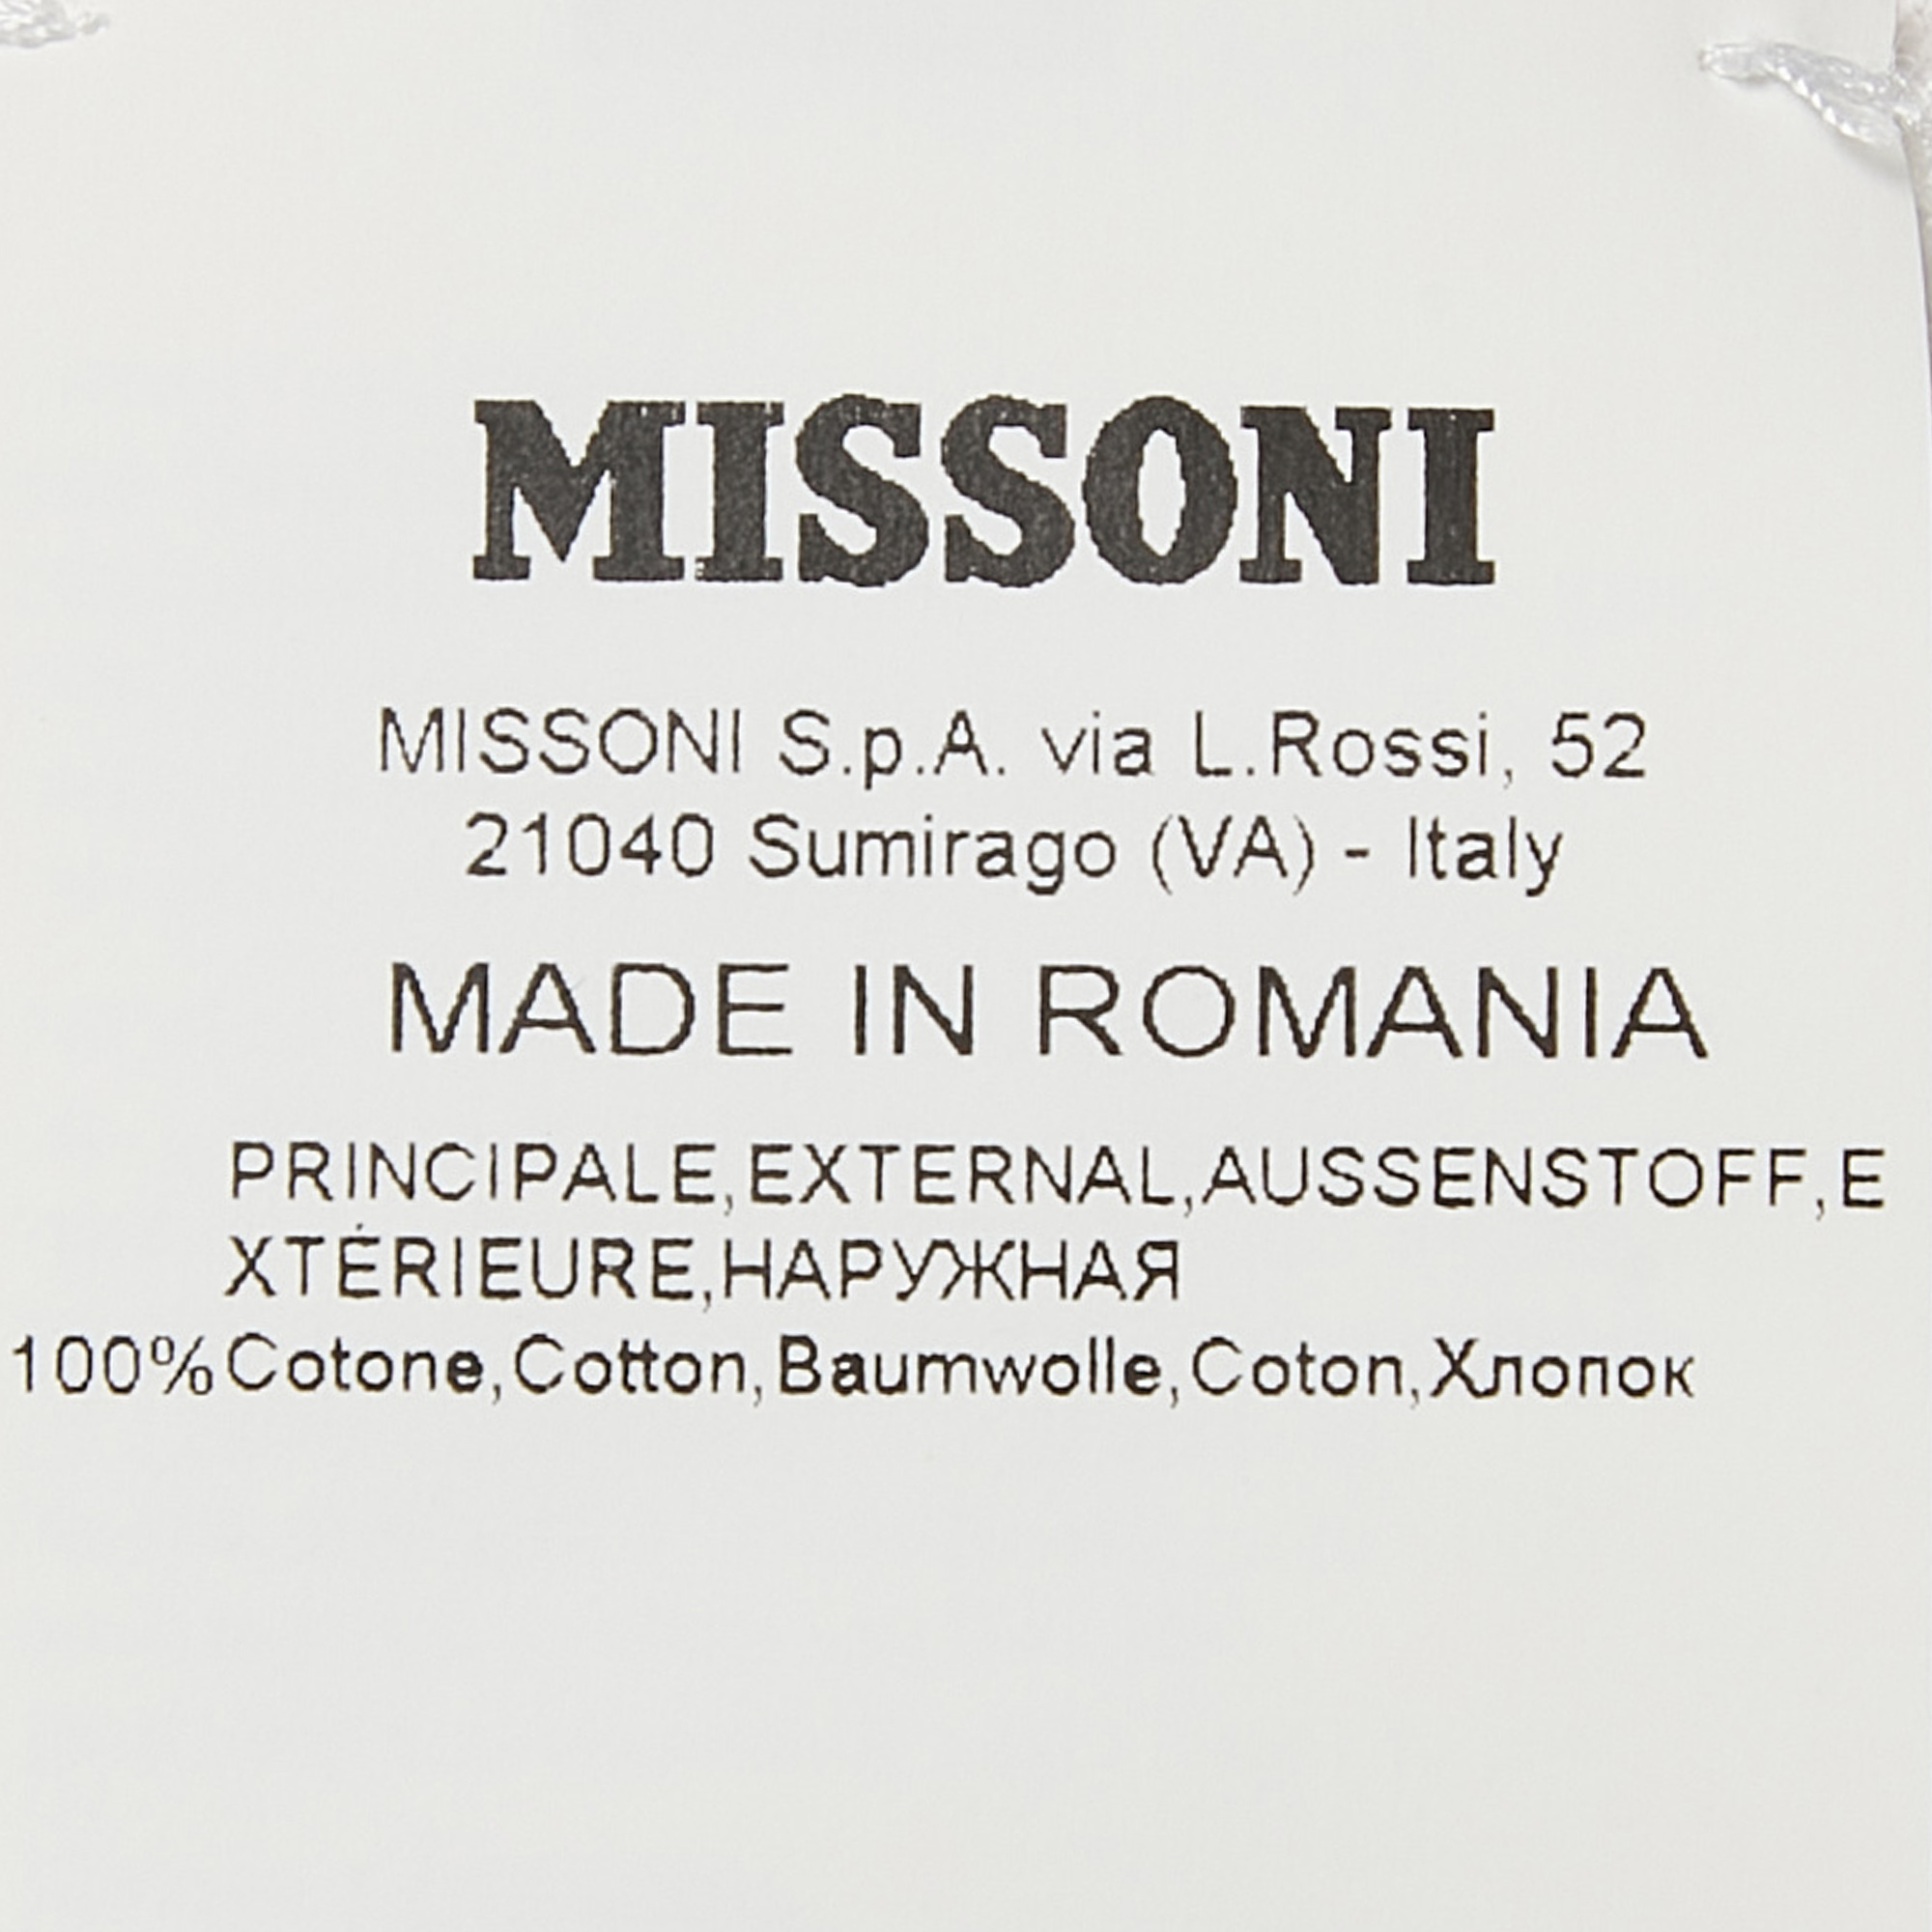 MISSONI
MISSONI S.p.A. via L.Rossi, 52
21040 Sumirago (VA) - Italy
MADE IN ROMANIA
PRINCIPALE,EXTERNAL,AUSSENSTOFF,E
XTÉRIEURE,НАРУЖНАЯ
100%Cotone,Cotton,Baumwolle,Coton,Хлопок